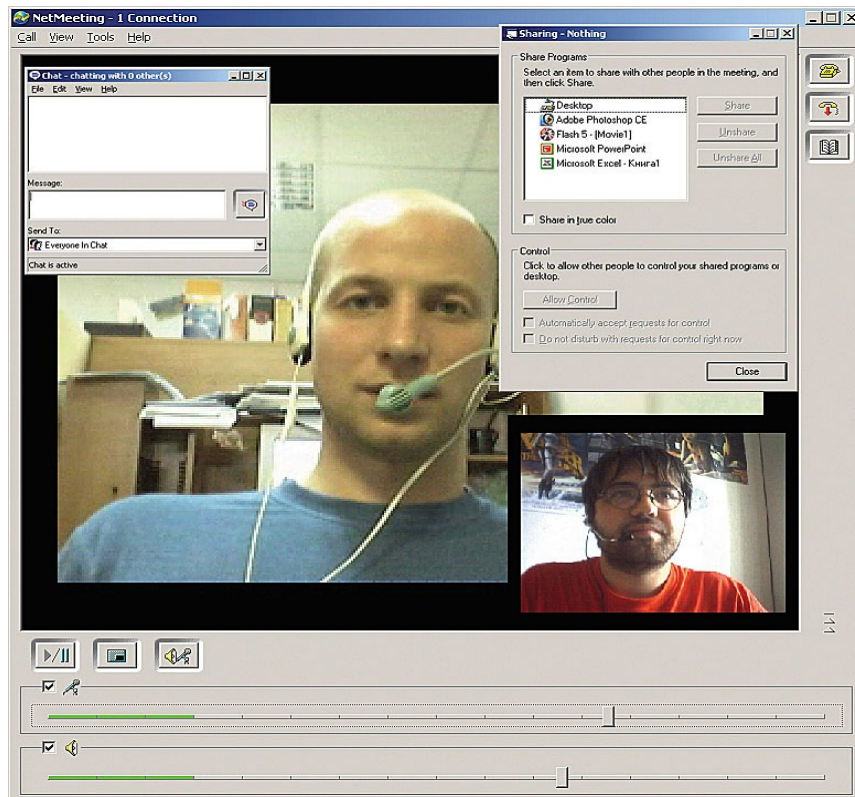 NetMeeting - 1 Connection
Call View Tools Help
Chat - chatting with 0 other(s)
File Edit View Help
Message:
Send To:
Everyone In Chat
Chat is active
Sharing - Nothing
Share Programs
Select an item to share with other people in the meeting, and
then click Share.
Desktop
Adobe Photoshop CE
Flash 5 - [Movie1]
Microsoft PowerPoint
Microsoft Excel - Книга1
Share
Unshare
Unshare All
Share in true color
Control
Click to allow other people to control your shared programs or
desktop.
Allow Control
Automatically accept requests for control
Do not disturb with requests for control right now
Close